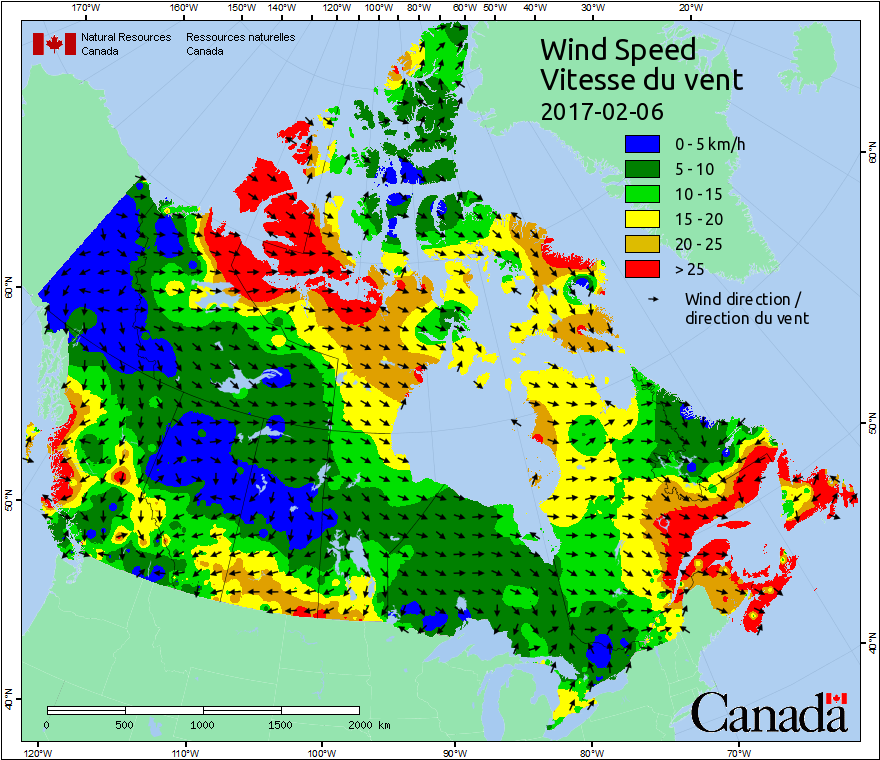 170°W 160°W 150°W 140°W 130°W 120°W 110°W 100°W 80°W 60°W 50°W 40°W 30°W 20°W
Natural Resources Canada
Ressources naturelles Canada
Wind Speed
Vitesse du vent
2017-02-06
0 - 5 km/h
5 - 10
10 - 15
15 - 20
20 - 25
> 25
Wind direction /
direction du vent
60°N
50°N
40°N
60°N
50°N
40°N
0 500 1000 1500 2000 km
Canada
120°W 110°W 100°W 90°W 80°W 70°W